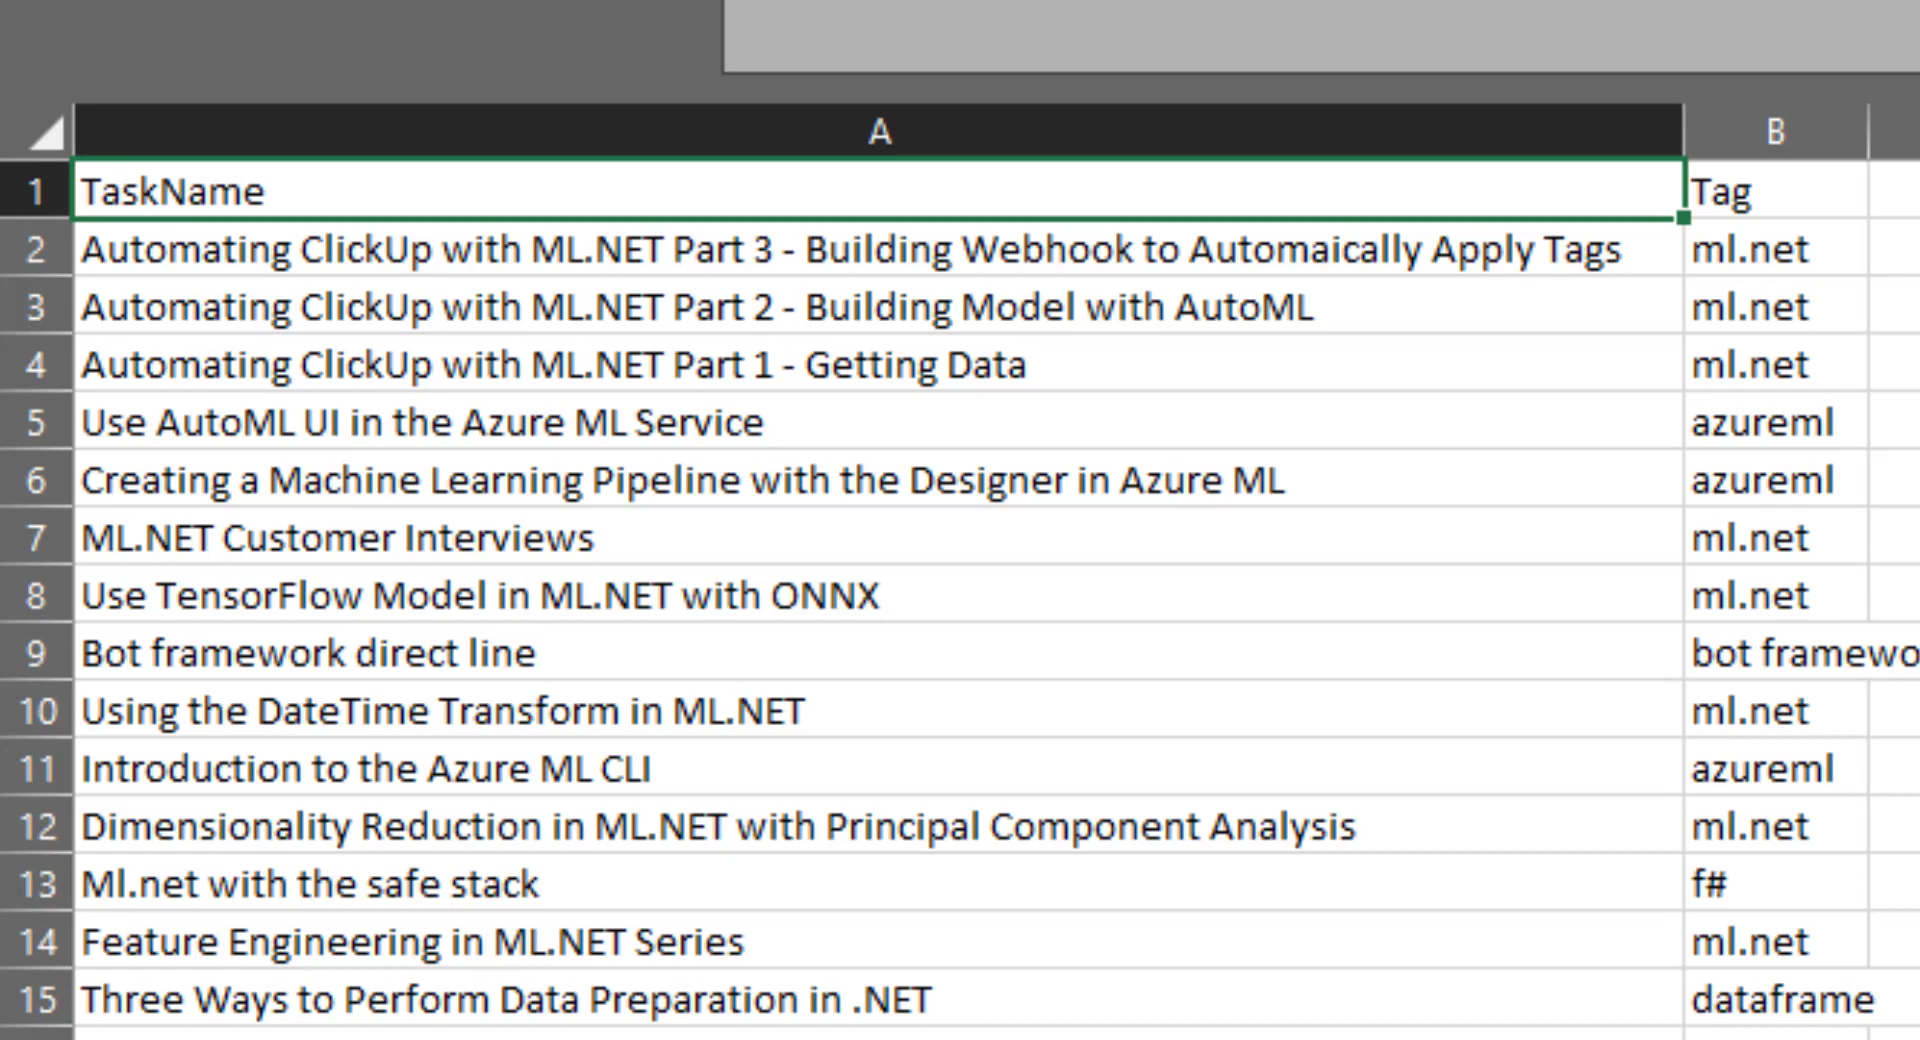 A B
1 TaskName Tag
2 Automating ClickUp with ML.NET Part 3 - Building Webhook to Automaically Apply Tags ml.net
3 Automating ClickUp with ML.NET Part 2 - Building Model with AutoML ml.net
4 Automating ClickUp with ML.NET Part 1 - Getting Data ml.net
5 Use AutoML UI in the Azure ML Service azureml
6 Creating a Machine Learning Pipeline with the Designer in Azure ML azureml
7 ML.NET Customer Interviews ml.net
8 Use TensorFlow Model in ML.NET with ONNX ml.net
9 Bot framework direct line bot framewo
10 Using the DateTime Transform in ML.NET ml.net
11 Introduction to the Azure ML CLI azureml
12 Dimensionality Reduction in ML.NET with Principal Component Analysis ml.net
13 Ml.net with the safe stack f#
14 Feature Engineering in ML.NET Series ml.net
15 Three Ways to Perform Data Preparation in .NET dataframe